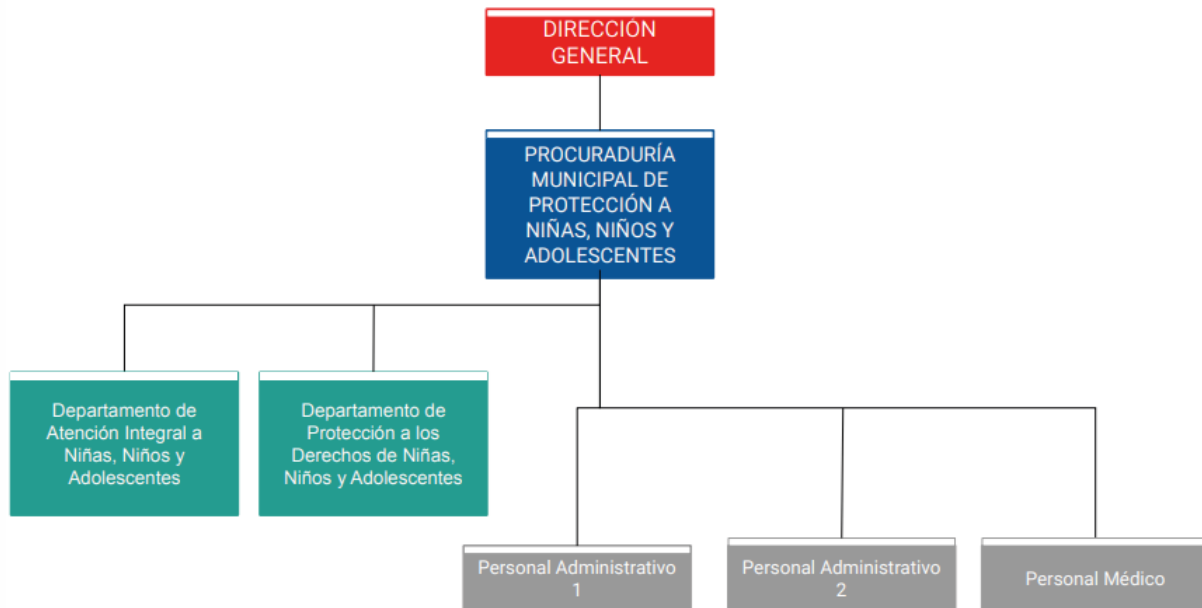 DIRECCIÓN
GENERAL
PROCURADURÍA
MUNICIPAL DE
PROTECCIÓN A
NIÑAS, NIÑOS Y
ADOLESCENTES
Departamento de
Atención Integral a
Niñas, Niños y
Adolescentes
Departamento de
Protección a los
Derechos de Niñas,
Niños y Adolescentes
Personal Administrativo
1
Personal Administrativo
2
Personal Médico